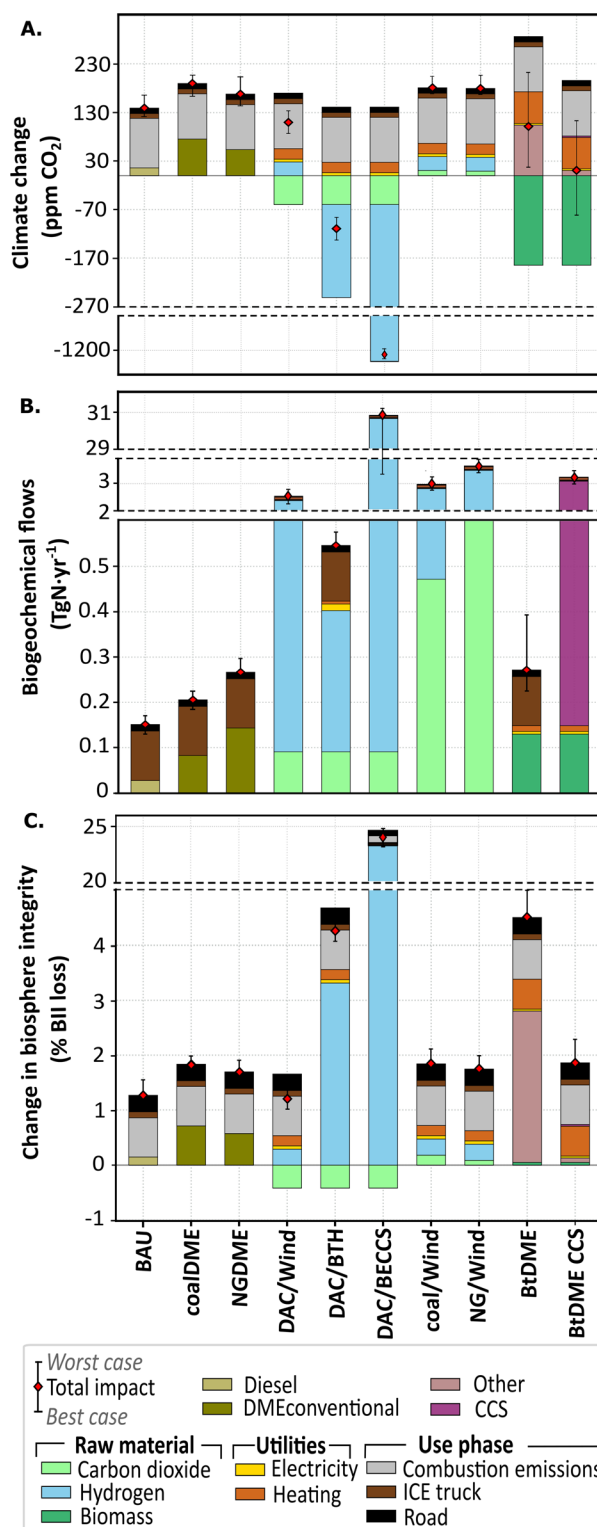 A.
Climate change
(ppm CO₂)
230
130
30
-70
-170
-270
-1200
B.
Biogeochemical flows
(TgN·yr⁻¹)
31
29
3
2
2
0.5
0.4
0.3
0.2
0.1
0
C.
Change in biosphere integrity
(% BII loss)
25
20
4
3
2
1
0
-1
BAU
coalDME
NGDME
DAC/Wind
DAC/BTH
DAC/BECCS
coal/Wind
NG/Wind
BtDME
BtDME CCS
Worst case
Total impact
Best case
Diesel
DMEconventional
Other
CCS
Raw material
Carbon dioxide
Hydrogen
Biomass
Utilities
Electricity
Heating
Use phase
Combustion emissions
ICE truck
Road